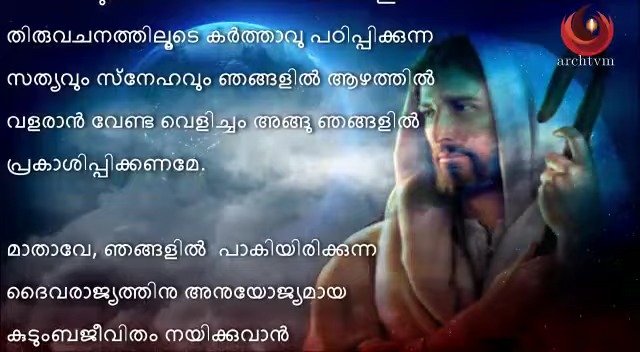 തിരുവചനത്തിലൂടെ കർത്താവു പഠിപ്പിക്കുന്ന
സത്യവും സ്നേഹവും ഞങ്ങളിൽ ആഴത്തിൽ
വളരാൻ വേണ്ട വെളിച്ചം അങ്ങു ഞങ്ങളിൽ
പ്രകാശിപ്പിക്കണമേ.
മാതാവേ, ഞങ്ങളിൽ പാകിയിരിക്കുന്ന
ദൈവരാജ്യത്തിനു അനുയോജ്യമായ
കുടുംബജീവിതം നയിക്കുവാൻ
archtvm